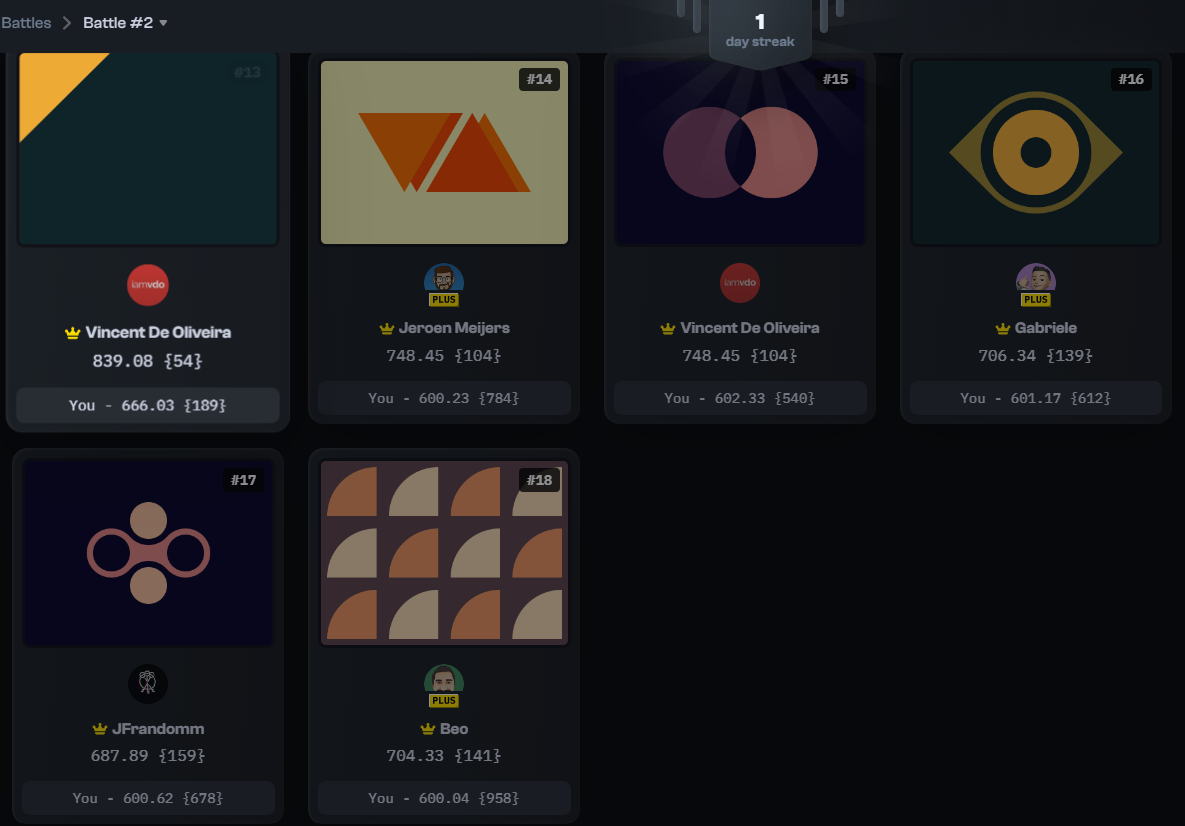 Battles > Battle #2
1
day streak
#13
#14
#15
#16
iamvdo
PLUS
iamvdo
PLUS
Vincent De Oliveira
Jeroen Meijers
Vincent De Oliveira
Gabriele
839.08 {54}
748.45 {104}
748.45 {104}
706.34 {139}
You - 666.03 {189}
You - 600.23 {784}
You - 602.33 {540}
You - 601.17 {612}
#17
#18
PLUS
JFrandomm
Beo
687.89 {159}
704.33 {141}
You - 600.62 {678}
You - 600.04 {958}